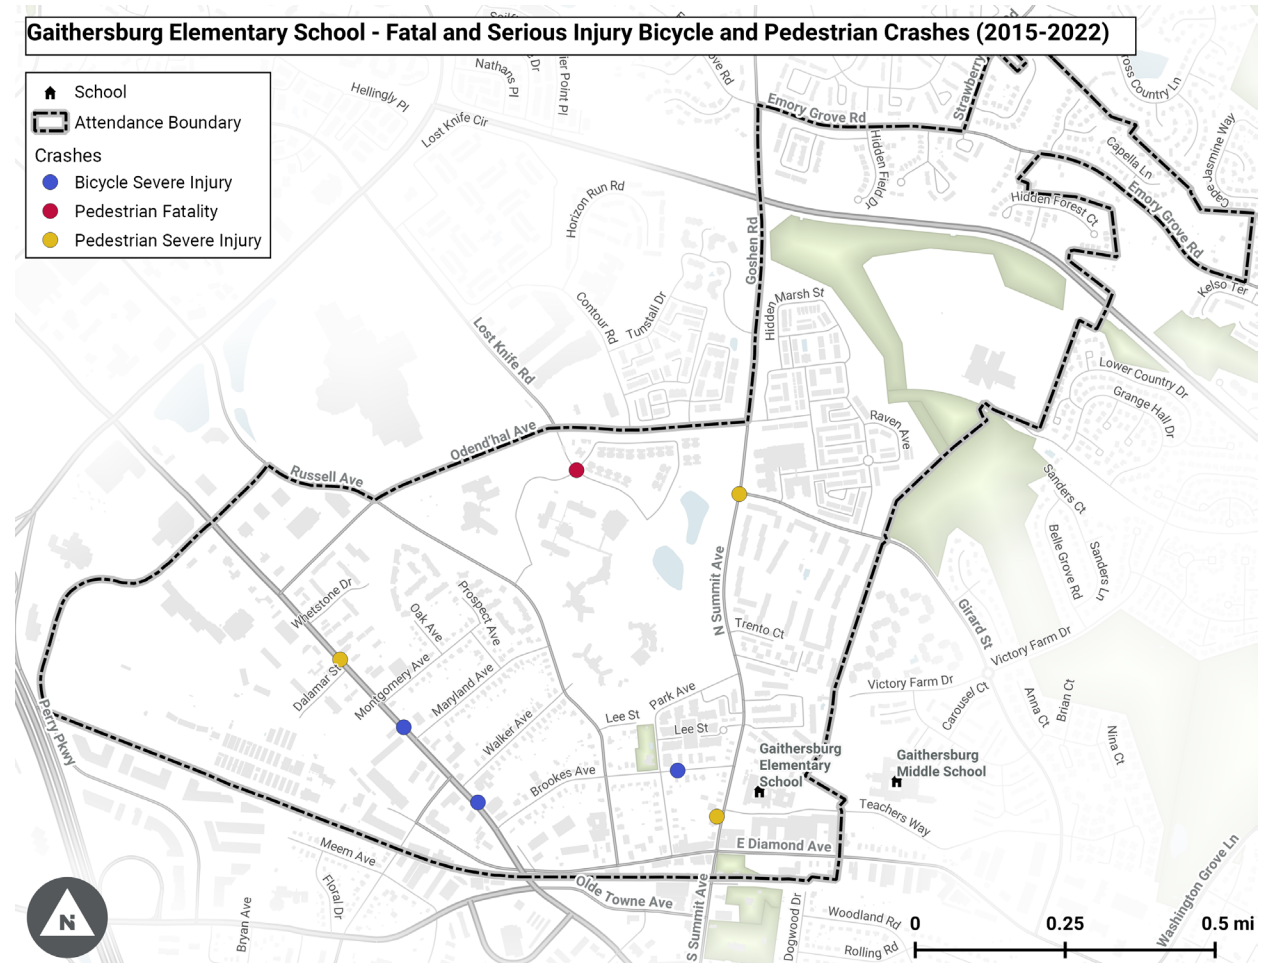 Gaithersburg Elementary School - Fatal and Serious Injury Bicycle and Pedestrian Crashes (2015-2022)
School
Attendance Boundary
Crashes
Bicycle Severe Injury
Pedestrian Fatality
Pedestrian Severe Injury
Nathans Pl
Hellingly Pl
Lost Knife Cir
Emory Grove Rd
Strawberry
Hidden Field Dr
Capella Ln
Cape Jasmine Way
Horizon Run Rd
Hidden Forest Ct
Emory Grove Rd
Goshen Rd
Kelso Ter
Contour Rd
Tunstall Dr
Hidden Marsh St
Lost Knife Rd
Lower Country Dr
Grange Hall Dr
Raven Ave
Odend'hal Ave
Russell Ave
Sanders Ct
Belle Grove Rd
Sanders Ln
N Summit Ave
Whetstone Dr
Prospect Ave
Oak Ave
Trento Ct
Girard St
Victory Farm Dr
Dalamar St
Montgomery Ave
Maryland Ave
Park Ave
Victory Farm Dr
Carousel Ct
Anna Ct
Brian Ct
Perry Pkwy
Walker Ave
Lee St
Lee St
Nina Ct
Gaithersburg
Elementary
School
Gaithersburg
Middle School
Brookes Ave
Teachers Way
E Diamond Ave
Meem Ave
Floral Dr
Bryan Ave
Olde Towne Ave
S Summit Ave
Dogwood Dr
Woodland Rd
Rolling Rd
Washington Grove Ln
N
0 0.25 0.5 mi